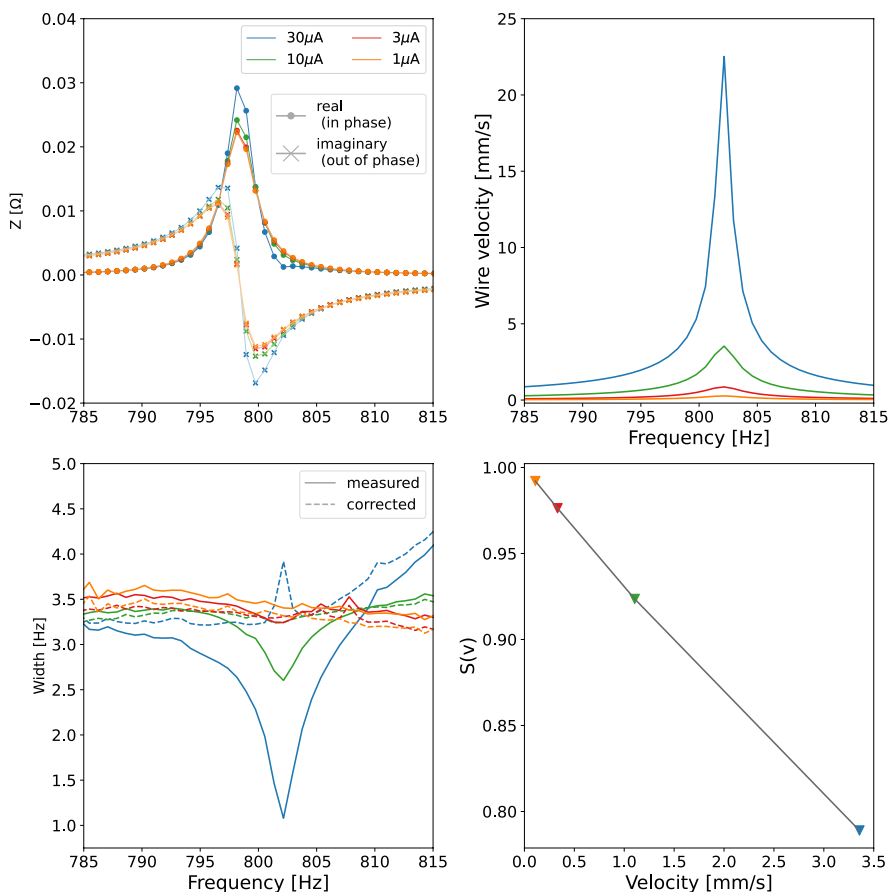 0.04
0.03
0.02
0.01
0.00
−0.01
−0.02
Z [Ω]
785 790 795 800 805 810 815
30μA 3μA
10μA 1μA
real
(in phase)
imaginary
(out of phase)
25
20
15
10
5
0
Wire velocity [mm/s]
785 790 795 800 805 810 815
Frequency [Hz]
5.0
4.5
4.0
3.5
3.0
2.5
2.0
1.5
1.0
Width [Hz]
measured
corrected
785 790 795 800 805 810 815
Frequency [Hz]
1.00
0.95
0.90
0.85
0.80
S(v)
0.0 0.5 1.0 1.5 2.0 2.5 3.0 3.5
Velocity [mm/s]